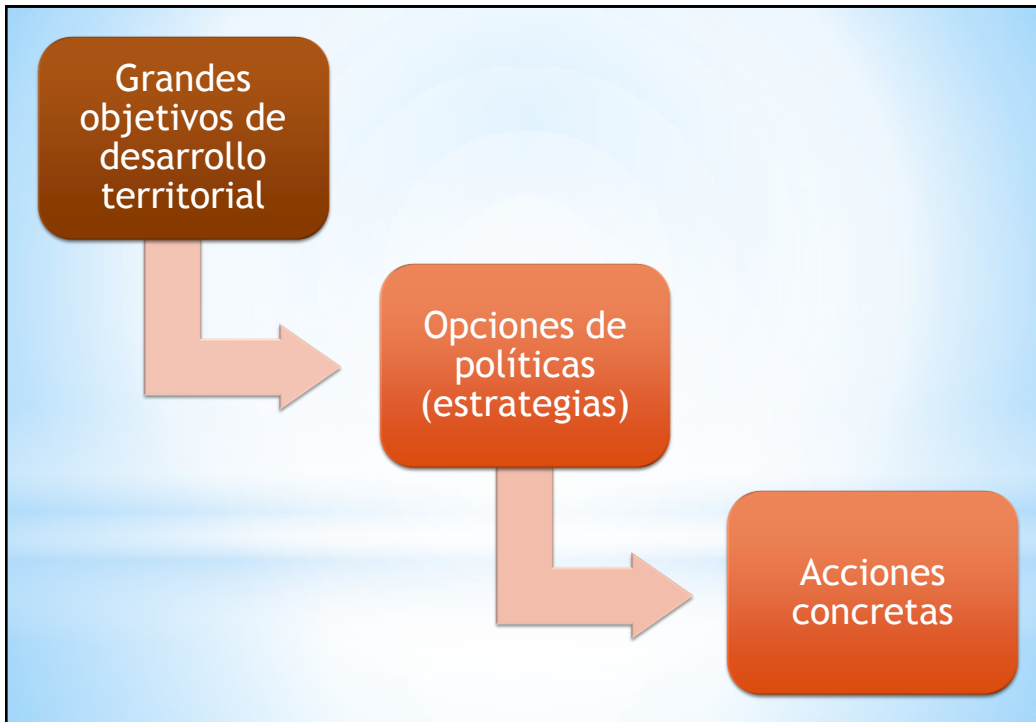 Grandes
objetivos de
desarrollo
territorial
Opciones de
políticas
(estrategias)
Acciones
concretas